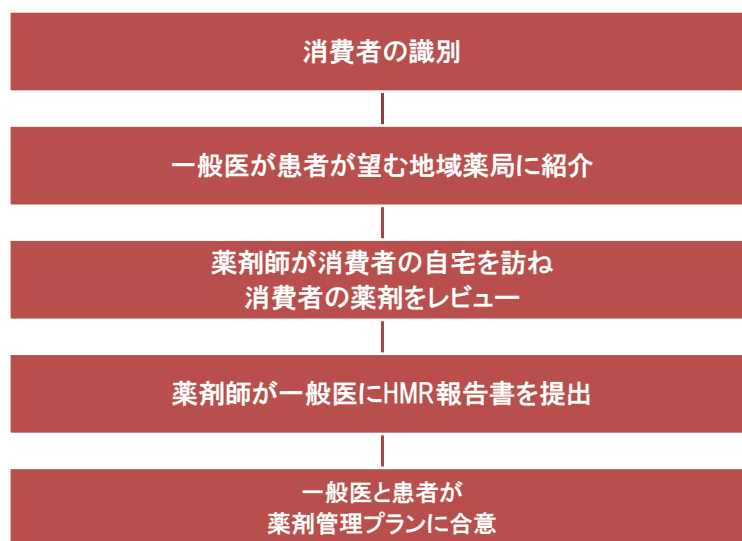 消費者の識別
一般医が患者が望む地域薬局に紹介
薬剤師が消費者の自宅を訪ね
消費者の薬剤をレビュー
薬剤師が一般医にHMR報告書を提出
一般医と患者が
薬剤管理プランに合意